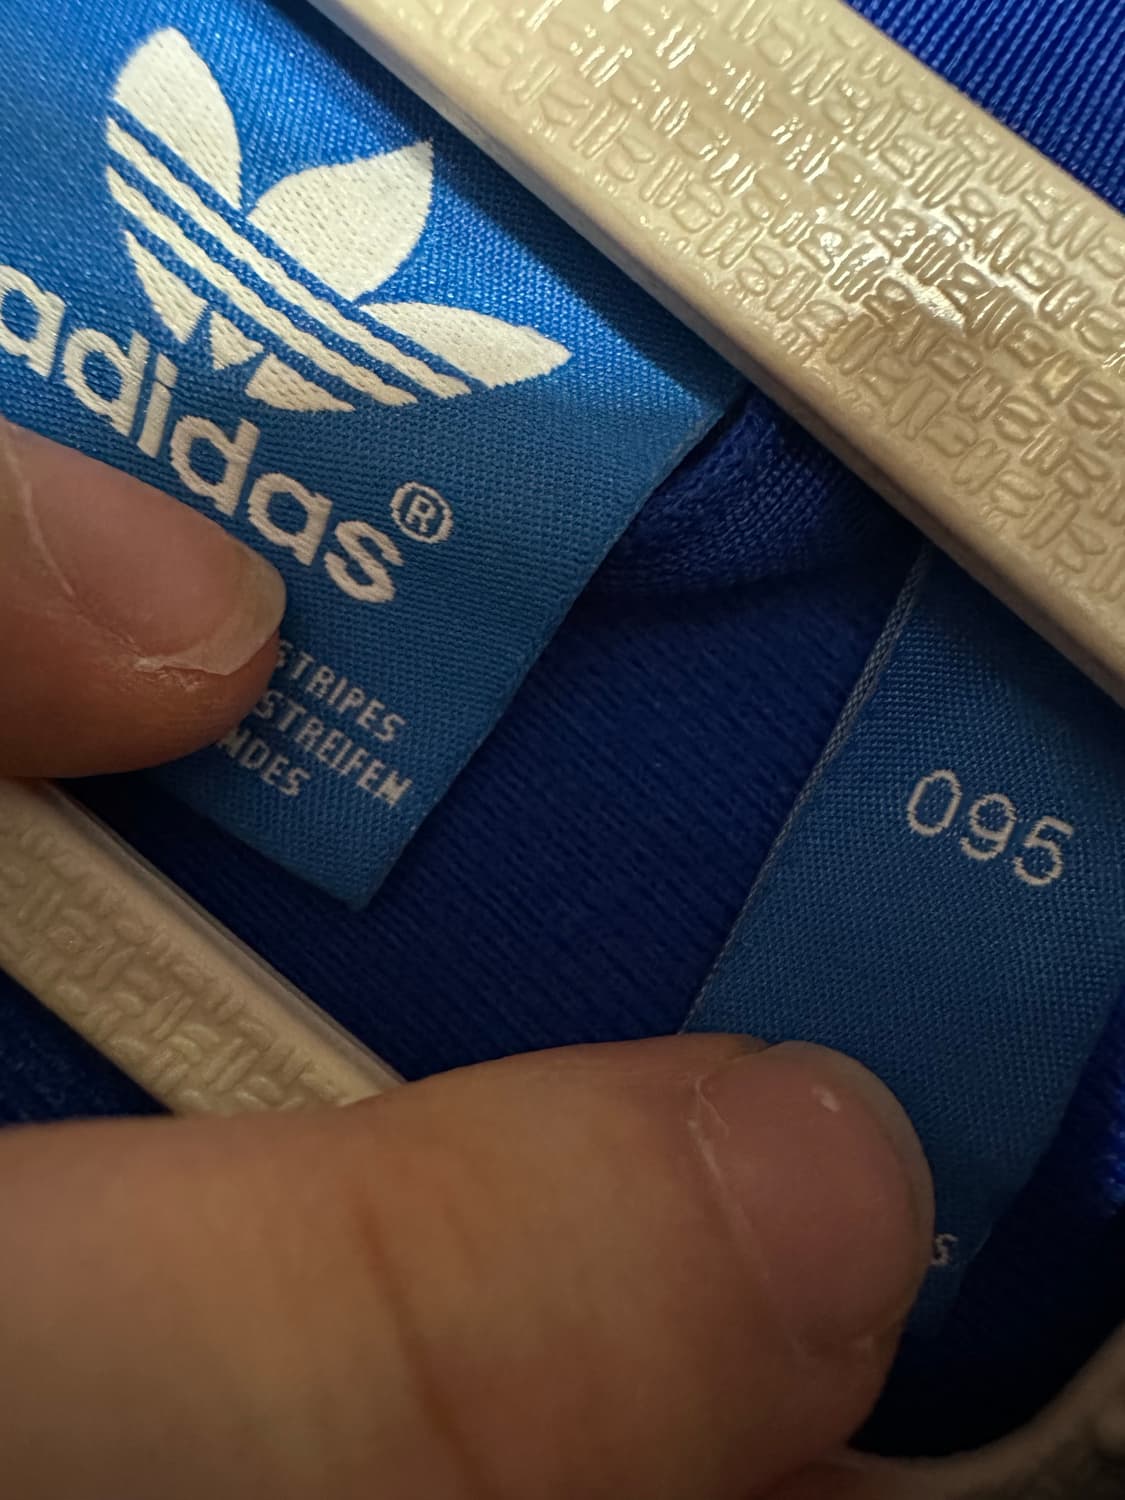 adidas®
STRIPES
STREIFEN
NDES
095
S